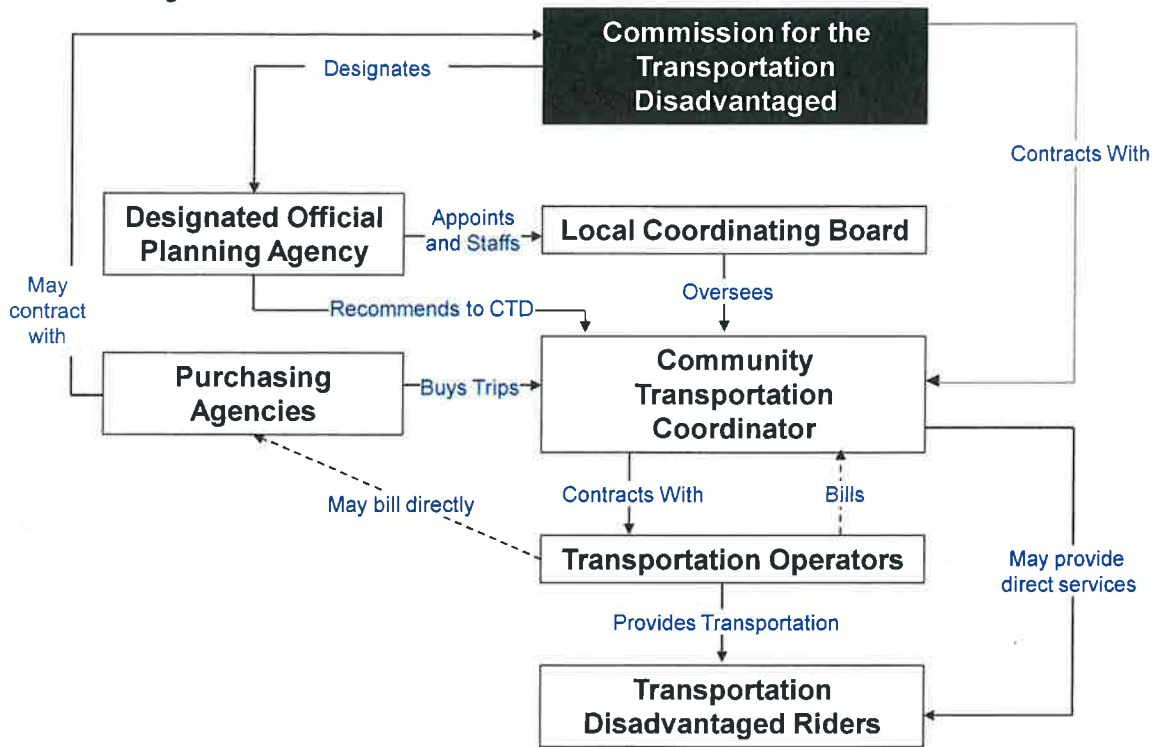 Commission for the
Transportation
Disadvantaged
Designates
Contracts With
Designated Official
Planning Agency
Appoints
and Staffs
Local Coordinating Board
May
contract
with
Recommends to CTD
Oversees
Purchasing
Agencies
Buys Trips
Community
Transportation
Coordinator
May bill directly
Contracts With
Bills
Transportation Operators
May provide
direct services
Provides Transportation
Transportation
Disadvantaged Riders